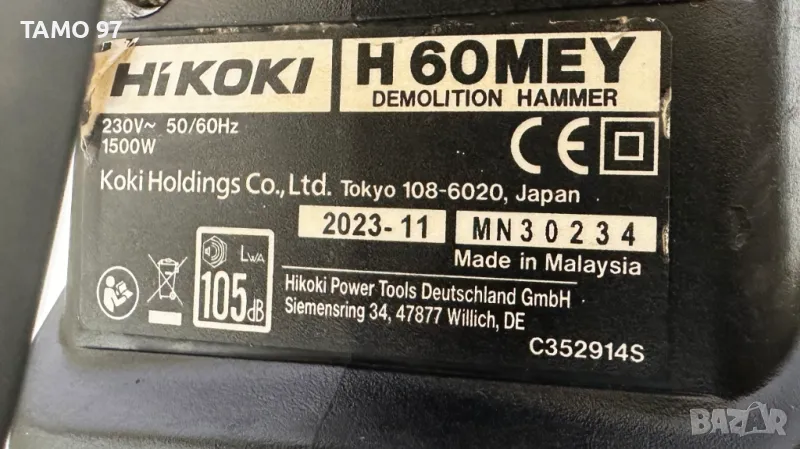 TAMO 97
HiKOKI
H 60MEY
DEMOLITION HAMMER
230V~ 50/60Hz
1500W
CE
Koki Holdings Co., Ltd. Tokyo 108-6020, Japan
2023-11 MN30234
Made in Malaysia
LWA
105dB
Hikoki Power Tools Deutschland GmbH
Siemensring 34, 47877 Willich, DE
C352914S
BAZAR